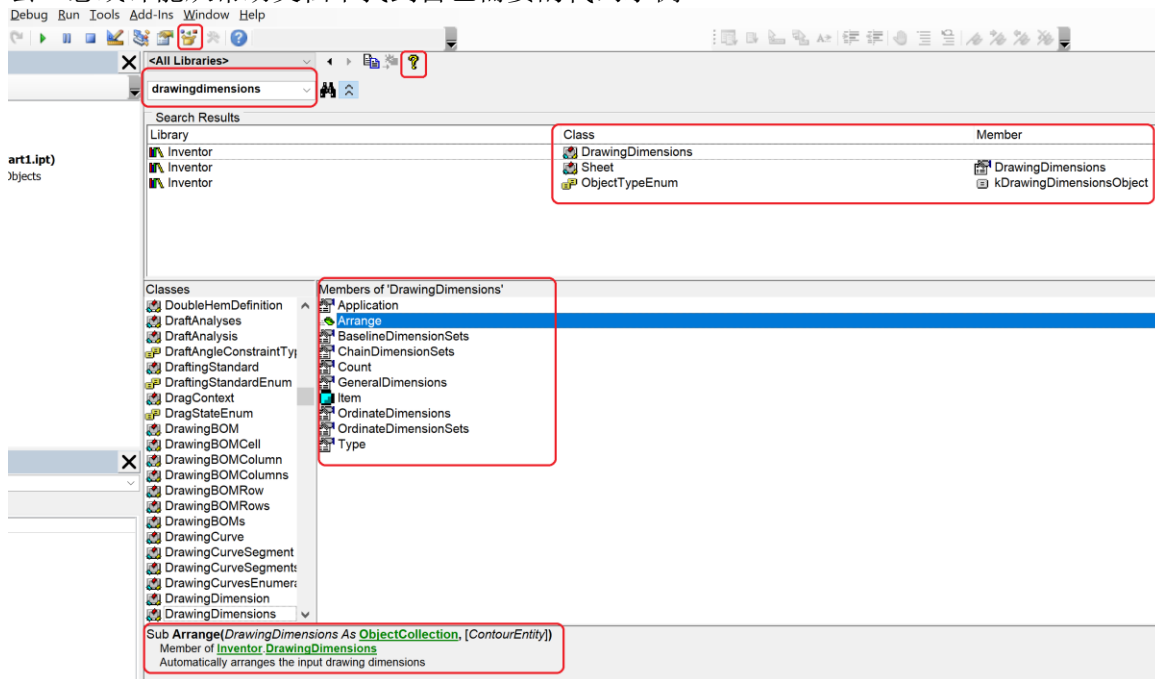 Debug Run Tools Add-Ins Window Help
<All Libraries>
drawingdimensions
Search Results
Library Class Member
Inventor DrawingDimensions
Inventor Sheet DrawingDimensions
Inventor ObjectTypeEnum kDrawingDimensionsObject
art1.ipt)
Objects
Classes
DoubleHemDefinition
DraftAnalyses
DraftAnalysis
DraftAngleConstraintTyp
DraftingStandard
DraftingStandardEnum
DragContext
DragStateEnum
DrawingBOM
DrawingBOMCell
DrawingBOMColumn
DrawingBOMColumns
DrawingBOMRow
DrawingBOMRows
DrawingBOMs
DrawingCurve
DrawingCurveSegment
DrawingCurveSegments
DrawingCurvesEnumera
DrawingDimension
DrawingDimensions
Members of 'DrawingDimensions'
Application
Arrange
BaselineDimensionSets
ChainDimensionSets
Count
GeneralDimensions
Item
OrdinateDimensions
OrdinateDimensionSets
Type
Sub Arrange(DrawingDimensions As ObjectCollection, [ContourEntity])
Member of Inventor.DrawingDimensions
Automatically arranges the input drawing dimensions